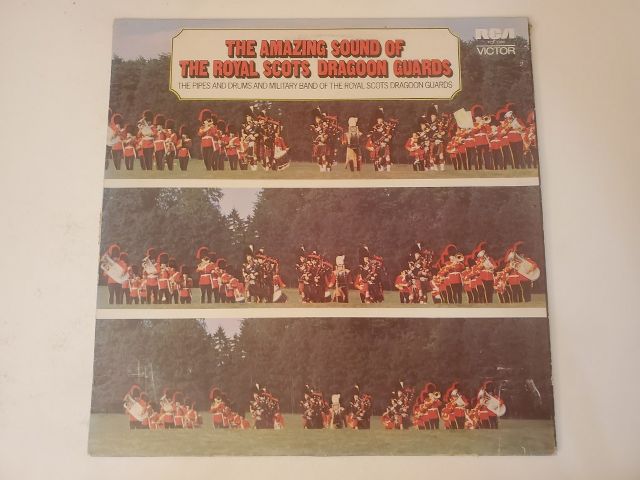 THE AMAZING SOUND OF
THE ROYAL SCOTS DRAGOON GUARDS
THE PIPES AND DRUMS AND MILITARY BAND OF THE ROYAL SCOTS DRAGOON GUARDS
RCA
VICTOR